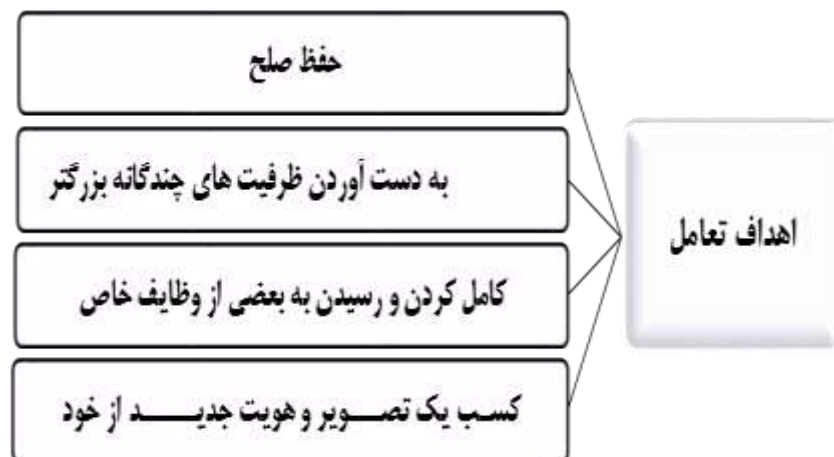 اهداف تعامل
حفظ صلح
به دست آوردن ظرفیت های چندگانه بزرگتر
کامل کردن و رسیدن به بعضی از وظایف خاص
کسب یک تصویر و هویت جدید از خود